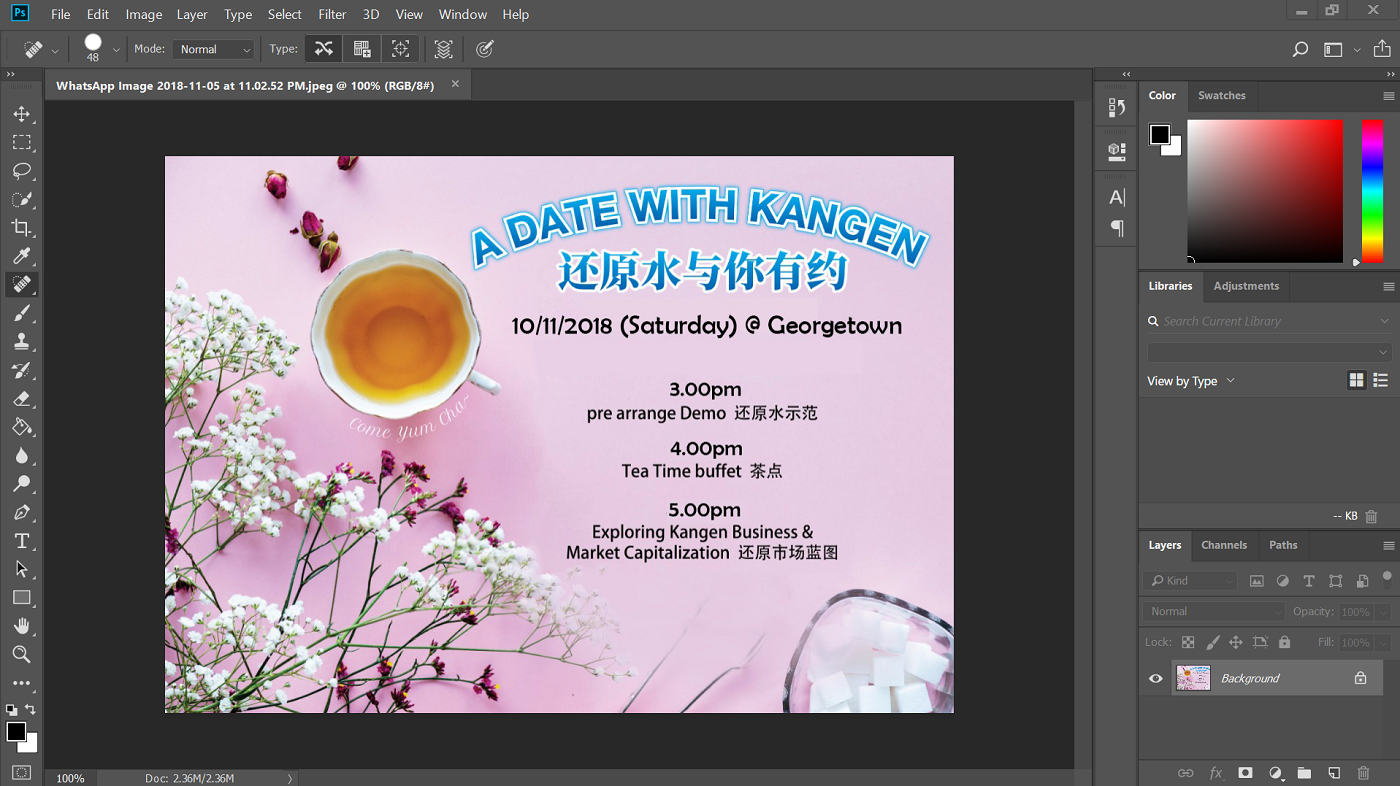 Ps File Edit Image Layer Type Select Filter 3D View Window Help
48 Mode: Normal Type:
WhatsApp Image 2018-11-05 at 11.02.52 PM.jpeg @ 100% (RGB/8#) ×
A DATE WITH KANGEN
还原水与你有约
10/11/2018 (Saturday) @ Georgetown
3.00pm
pre arrange Demo 还原水示范
4.00pm
Tea Time buffet 茶点
5.00pm
Exploring Kangen Business &
Market Capitalization 还原市场蓝图
Come Yum Cha~
100% Doc: 2.36M/2.36M
Color Swatches
Libraries Adjustments
Search Current Library
View by Type
-- KB
Layers Channels Paths
Kind
Normal Opacity: 100%
Lock: Fill: 100%
Background
fx